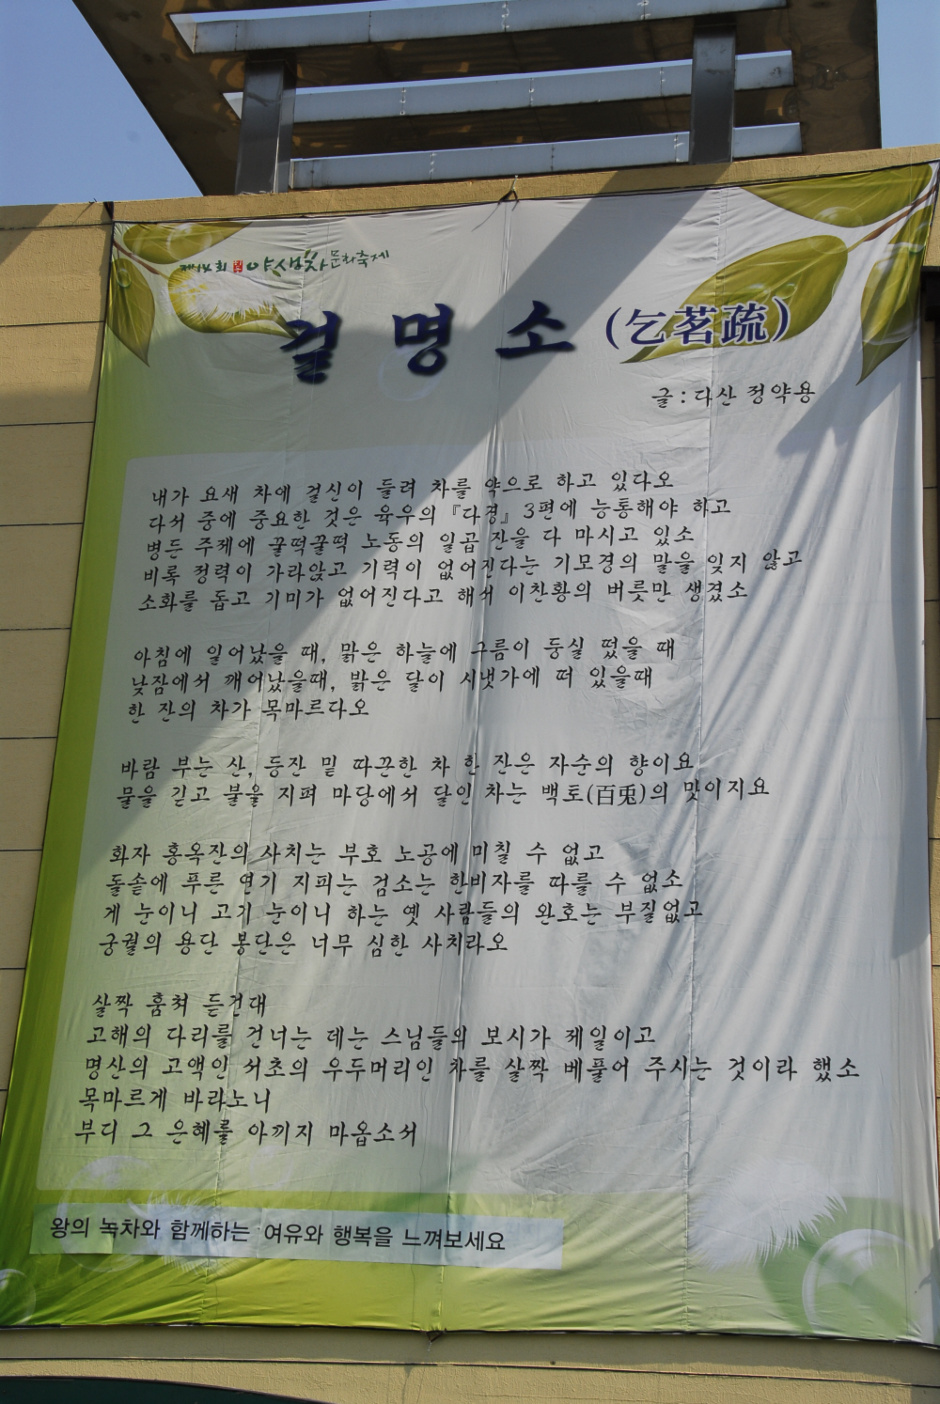 제14회 야생차문화축제
걸 명 소 (乞茗疏)
글 : 다산 정약용
내가 요새 차에 걸신이 들려 차를 약으로 하고 있다오
다서 중에 중요한 것은 육우의 『다경』 3편에 능통해야 하고
병든 주제에 꿀떡꿀떡 노동의 일곱 잔을 다 마시고 있소
비록 정력이 가라앉고 기력이 없어진다는 기모경의 말을 잊지 않고
소화를 돕고 기미가 없어진다고 해서 이찬황의 버릇만 생겼소
아침에 일어났을 때, 맑은 하늘에 구름이 둥실 떴을 때
낮잠에서 깨어났을때, 밝은 달이 시냇가에 떠 있을때
한 잔의 차가 목마르다오
바람 부는 산, 등잔 밑 따끈한 차 한 잔은 자순의 향이요
물을 긷고 불을 지펴 마당에서 달인 차는 백토(百兎)의 맛이지요
화자 홍옥잔의 사치는 부호 노공에 미칠 수 없고
돌솥에 푸른 연기 지피는 검소는 한비자를 따를 수 없소
게 눈이니 고기 눈이니 하는 옛 사람들의 완호는 부질없고
궁궐의 용단 봉단은 너무 심한 사치라오
살짝 훔쳐 듣건대
고해의 다리를 건너는 데는 스님들의 보시가 제일이고
명산의 고액인 서초의 우두머리인 차를 살짝 베풀어 주시는 것이라 했소
목마르게 바라노니
부디 그 은혜를 아끼지 마옵소서
왕의 녹차와 함께하는 여유와 행복을 느껴보세요